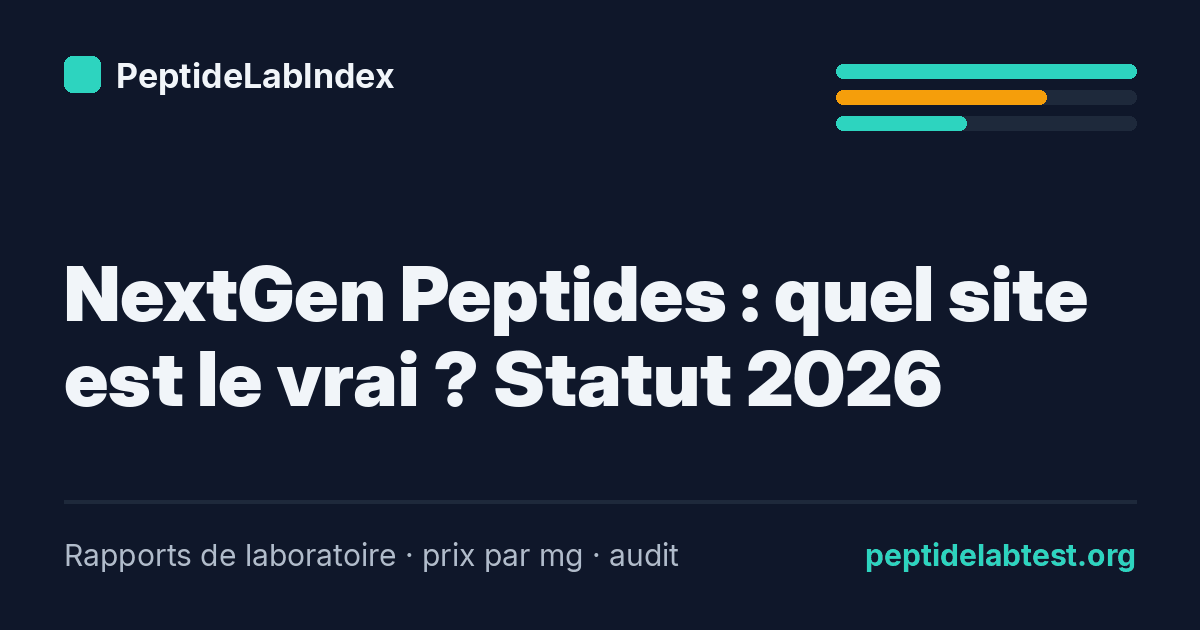 PeptideLabIndex
NextGen Peptides : quel site
est le vrai ? Statut 2026
Rapports de laboratoire · prix par mg · audit
peptidelabtest.org